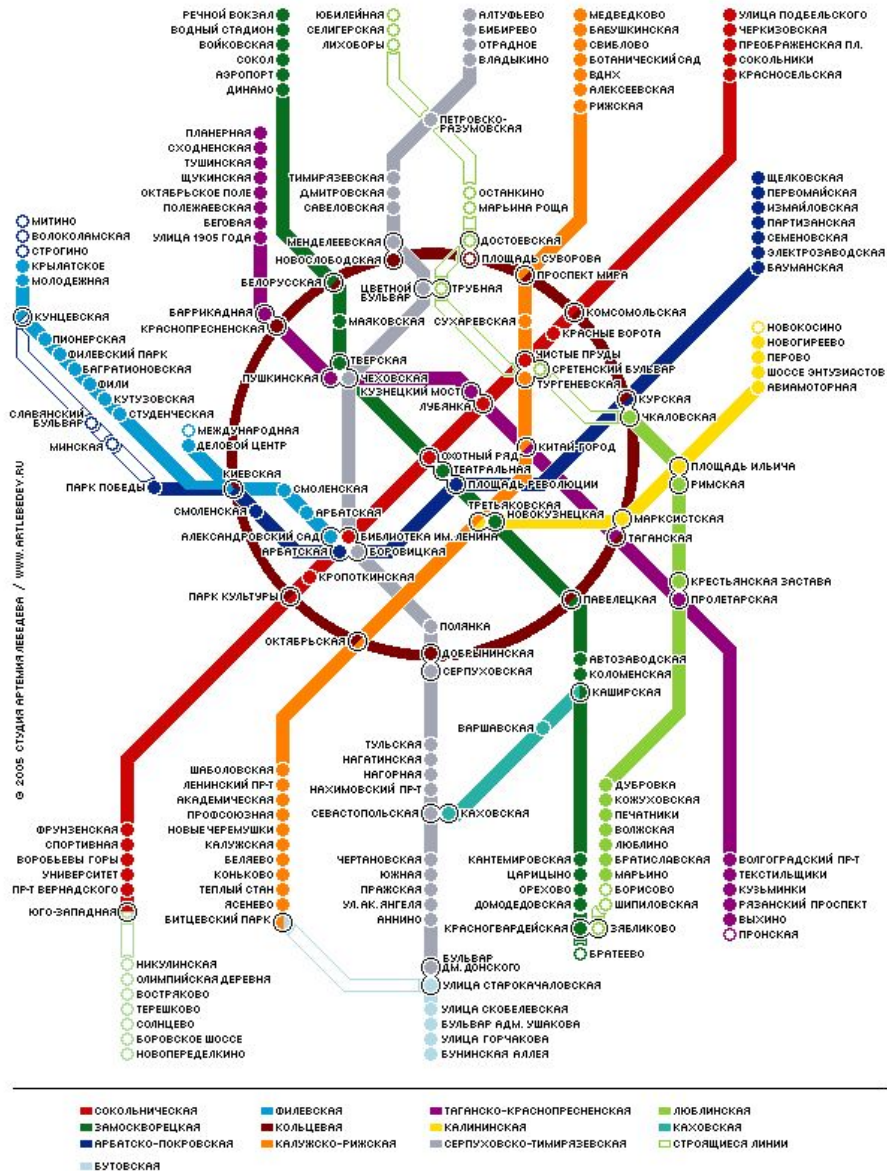 РЕЧНОЙ ВОКЗАЛ
ВОДНЫЙ СТАДИОН
ВОЙКОВСКАЯ
СОКОЛ
АЭРОПОРТ
ДИНАМО
ЮБИЛЕЙНАЯ
СЕЛИГЕРСКАЯ
ЛИХОБОРЫ
АЛТУФЬЕВО
БИБИРЕВО
ОТРАДНОЕ
ВЛАДЫКИНО
МЕДВЕДКОВО
БАБУШКИНСКАЯ
СВИБЛОВО
БОТАНИЧЕСКИЙ САД
ВДНХ
АЛЕКСЕЕВСКАЯ
РИЖСКАЯ
УЛИЦА ПОДБЕЛЬСКОГО
ЧЕРКИЗОВСКАЯ
ПРЕОБРАЖЕНСКАЯ ПЛ.
СОКОЛЬНИКИ
КРАСНОСЕЛЬСКАЯ
ПЕТРОВСКО-
РАЗУМОВСКАЯ
ПЛАНЕРНАЯ
СХОДНЕНСКАЯ
ТУШИНСКАЯ
ЩУКИНСКАЯ
ОКТЯБРЬСКОЕ ПОЛЕ
ПОЛЕЖАЕВСКАЯ
БЕГОВАЯ
УЛИЦА 1905 ГОДА
ТИМИРЯЗЕВСКАЯ
ДМИТРОВСКАЯ
САВЕЛОВСКАЯ
ОСТАНКИНО
МАРЬИНА РОЩА
ЩЕЛКОВСКАЯ
ПЕРВОМАЙСКАЯ
ИЗМАЙЛОВСКАЯ
ПАРТИЗАНСКАЯ
СЕМЕНОВСКАЯ
ЭЛЕКТРОЗАВОДСКАЯ
БАУМАНСКАЯ
МИТИНО
ВОЛОКОЛАМСКАЯ
СТРОГИНО
КРЫЛАТСКОЕ
МОЛОДЕЖНАЯ
МЕНДЕЛЕЕВСКАЯ
НОВОСЛОБОДСКАЯ
ДОСТОЕВСКАЯ
ПЛОЩАДЬ СУВОРОВА
БЕЛОРУССКАЯ
ЦВЕТНОЙ
БУЛЬВАР
ТРУБНАЯ
ПРОСПЕКТ МИРА
КУНЦЕВСКАЯ
БАРРИКАДНАЯ
КРАСНОПРЕСНЕНСКАЯ
МАЯКОВСКАЯ
СУХАРЕВСКАЯ
КОМСОМОЛЬСКАЯ
КРАСНЫЕ ВОРОТА
ПИОНЕРСКАЯ
ФИЛЕВСКИЙ ПАРК
БАГРАТИОНОВСКАЯ
ФИЛИ
КУТУЗОВСКАЯ
СТУДЕНЧЕСКАЯ
ТВЕРСКАЯ
ПУШКИНСКАЯ
ЧЕХОВСКАЯ
КУЗНЕЦКИЙ МОСТ
ЛУБЯНКА
ЧИСТЫЕ ПРУДЫ
СРЕТЕНСКИЙ БУЛЬВАР
ТУРГЕНЕВСКАЯ
НОВОКОСИНО
НОВОГИРЕЕВО
ПЕРОВО
ШОССЕ ЭНТУЗИАСТОВ
АВИАМОТОРНАЯ
КУРСКАЯ
ЧКАЛОВСКАЯ
СЛАВЯНСКИЙ
БУЛЬВАР
МИНСКАЯ
МЕЖДУНАРОДНАЯ
ДЕЛОВОЙ ЦЕНТР
ОХОТНЫЙ РЯД
ТЕАТРАЛЬНАЯ
КИТАЙ-ГОРОД
ПЛОЩАДЬ ИЛЬИЧА
РИМСКАЯ
ПАРК ПОБЕДЫ
КИЕВСКАЯ
СМОЛЕНСКАЯ
АРБАТСКАЯ
ПЛОЩАДЬ РЕВОЛЮЦИИ
СМОЛЕНСКАЯ
ТРЕТЬЯКОВСКАЯ
НОВОКУЗНЕЦКАЯ
МАРКСИСТСКАЯ
АЛЕКСАНДРОВСКИЙ САД
БИБЛИОТЕКА ИМ. ЛЕНИНА
АРБАТСКАЯ
БОРОВИЦКАЯ
ТАГАНСКАЯ
КРОПОТКИНСКАЯ
КРЕСТЬЯНСКАЯ ЗАСТАВА
ПАРК КУЛЬТУРЫ
ПАВЕЛЕЦКАЯ
ПРОЛЕТАРСКАЯ
ОКТЯБРЬСКАЯ
ПОЛЯНКА
ДОБРЫНИНСКАЯ
СЕРПУХОВСКАЯ
АВТОЗАВОДСКАЯ
КОЛОМЕНСКАЯ
КАШИРСКАЯ
ВАРШАВСКАЯ
© 2005 СТУДИЯ АРТЕМИЯ ЛЕБЕДЕВА / WWW.ARTLEBEDEV.RU
ТУЛЬСКАЯ
НАГАТИНСКАЯ
НАГОРНАЯ
НАХИМОВСКИЙ ПР-Т
СЕВАСТОПОЛЬСКАЯ
КАХОВСКАЯ
ШАБОЛОВСКАЯ
ЛЕНИНСКИЙ ПР-Т
АКАДЕМИЧЕСКАЯ
ПРОФСОЮЗНАЯ
НОВЫЕ ЧЕРЕМУШКИ
КАЛУЖСКАЯ
БЕЛЯЕВО
КОНЬКОВО
ТЕПЛЫЙ СТАН
ЯСЕНЕВО
БИТЦЕВСКИЙ ПАРК
ДУБРОВКА
КОЖУХОВСКАЯ
ПЕЧАТНИКИ
ВОЛЖСКАЯ
ЛЮБЛИНО
БРАТИСЛАВСКАЯ
МАРЬИНО
БОРИСОВО
ШИПИЛОВСКАЯ
ЗЯБЛИКОВО
ФРУНЗЕНСКАЯ
СПОРТИВНАЯ
ВОРОБЬЕВЫ ГОРЫ
УНИВЕРСИТЕТ
ПР-Т ВЕРНАДСКОГО
ЮГО-ЗАПАДНАЯ
ЧЕРТАНОВСКАЯ
ЮЖНАЯ
ПРАЖСКАЯ
УЛ. АК. ЯНГЕЛЯ
АННИНО
БУЛЬВАР
ДМ. ДОНСКОГО
УЛИЦА СТАРОКАЧАЛОВСКАЯ
КАНТЕМИРОВСКАЯ
ЦАРИЦЫНО
ОРЕХОВО
ДОМОДЕДОВСКАЯ
КРАСНОГВАРДЕЙСКАЯ
БРАТЕЕВО
ВОЛГОГРАДСКИЙ ПР-Т
ТЕКСТИЛЬЩИКИ
КУЗЬМИНКИ
РЯЗАНСКИЙ ПРОСПЕКТ
ВЫХИНО
ПРОНСКАЯ
НИКУЛИНСКАЯ
ОЛИМПИЙСКАЯ ДЕРЕВНЯ
ВОСТРЯКОВО
ТЕРЕШКОВО
СОЛНЦЕВО
БОРОВСКОЕ ШОССЕ
НОВОПЕРЕДЕЛКИНО
УЛИЦА СКОБЕЛЕВСКАЯ
БУЛЬВАР АДМ. УШАКОВА
УЛИЦА ГОРЧАКОВА
БУНИНСКАЯ АЛЛЕЯ
СОКОЛЬНИЧЕСКАЯ
ФИЛЕВСКАЯ
ТАГАНСКО-КРАСНОПРЕСНЕНСКАЯ
ЛЮБЛИНСКАЯ
ЗАМОСКВОРЕЦКАЯ
КОЛЬЦЕВАЯ
КАЛИНИНСКАЯ
КАХОВСКАЯ
АРБАТСКО-ПОКРОВСКАЯ
КАЛУЖСКО-РИЖСКАЯ
СЕРПУХОВСКО-ТИМИРЯЗЕВСКАЯ
СТРОЯЩИЕСЯ ЛИНИИ
БУТОВСКАЯ